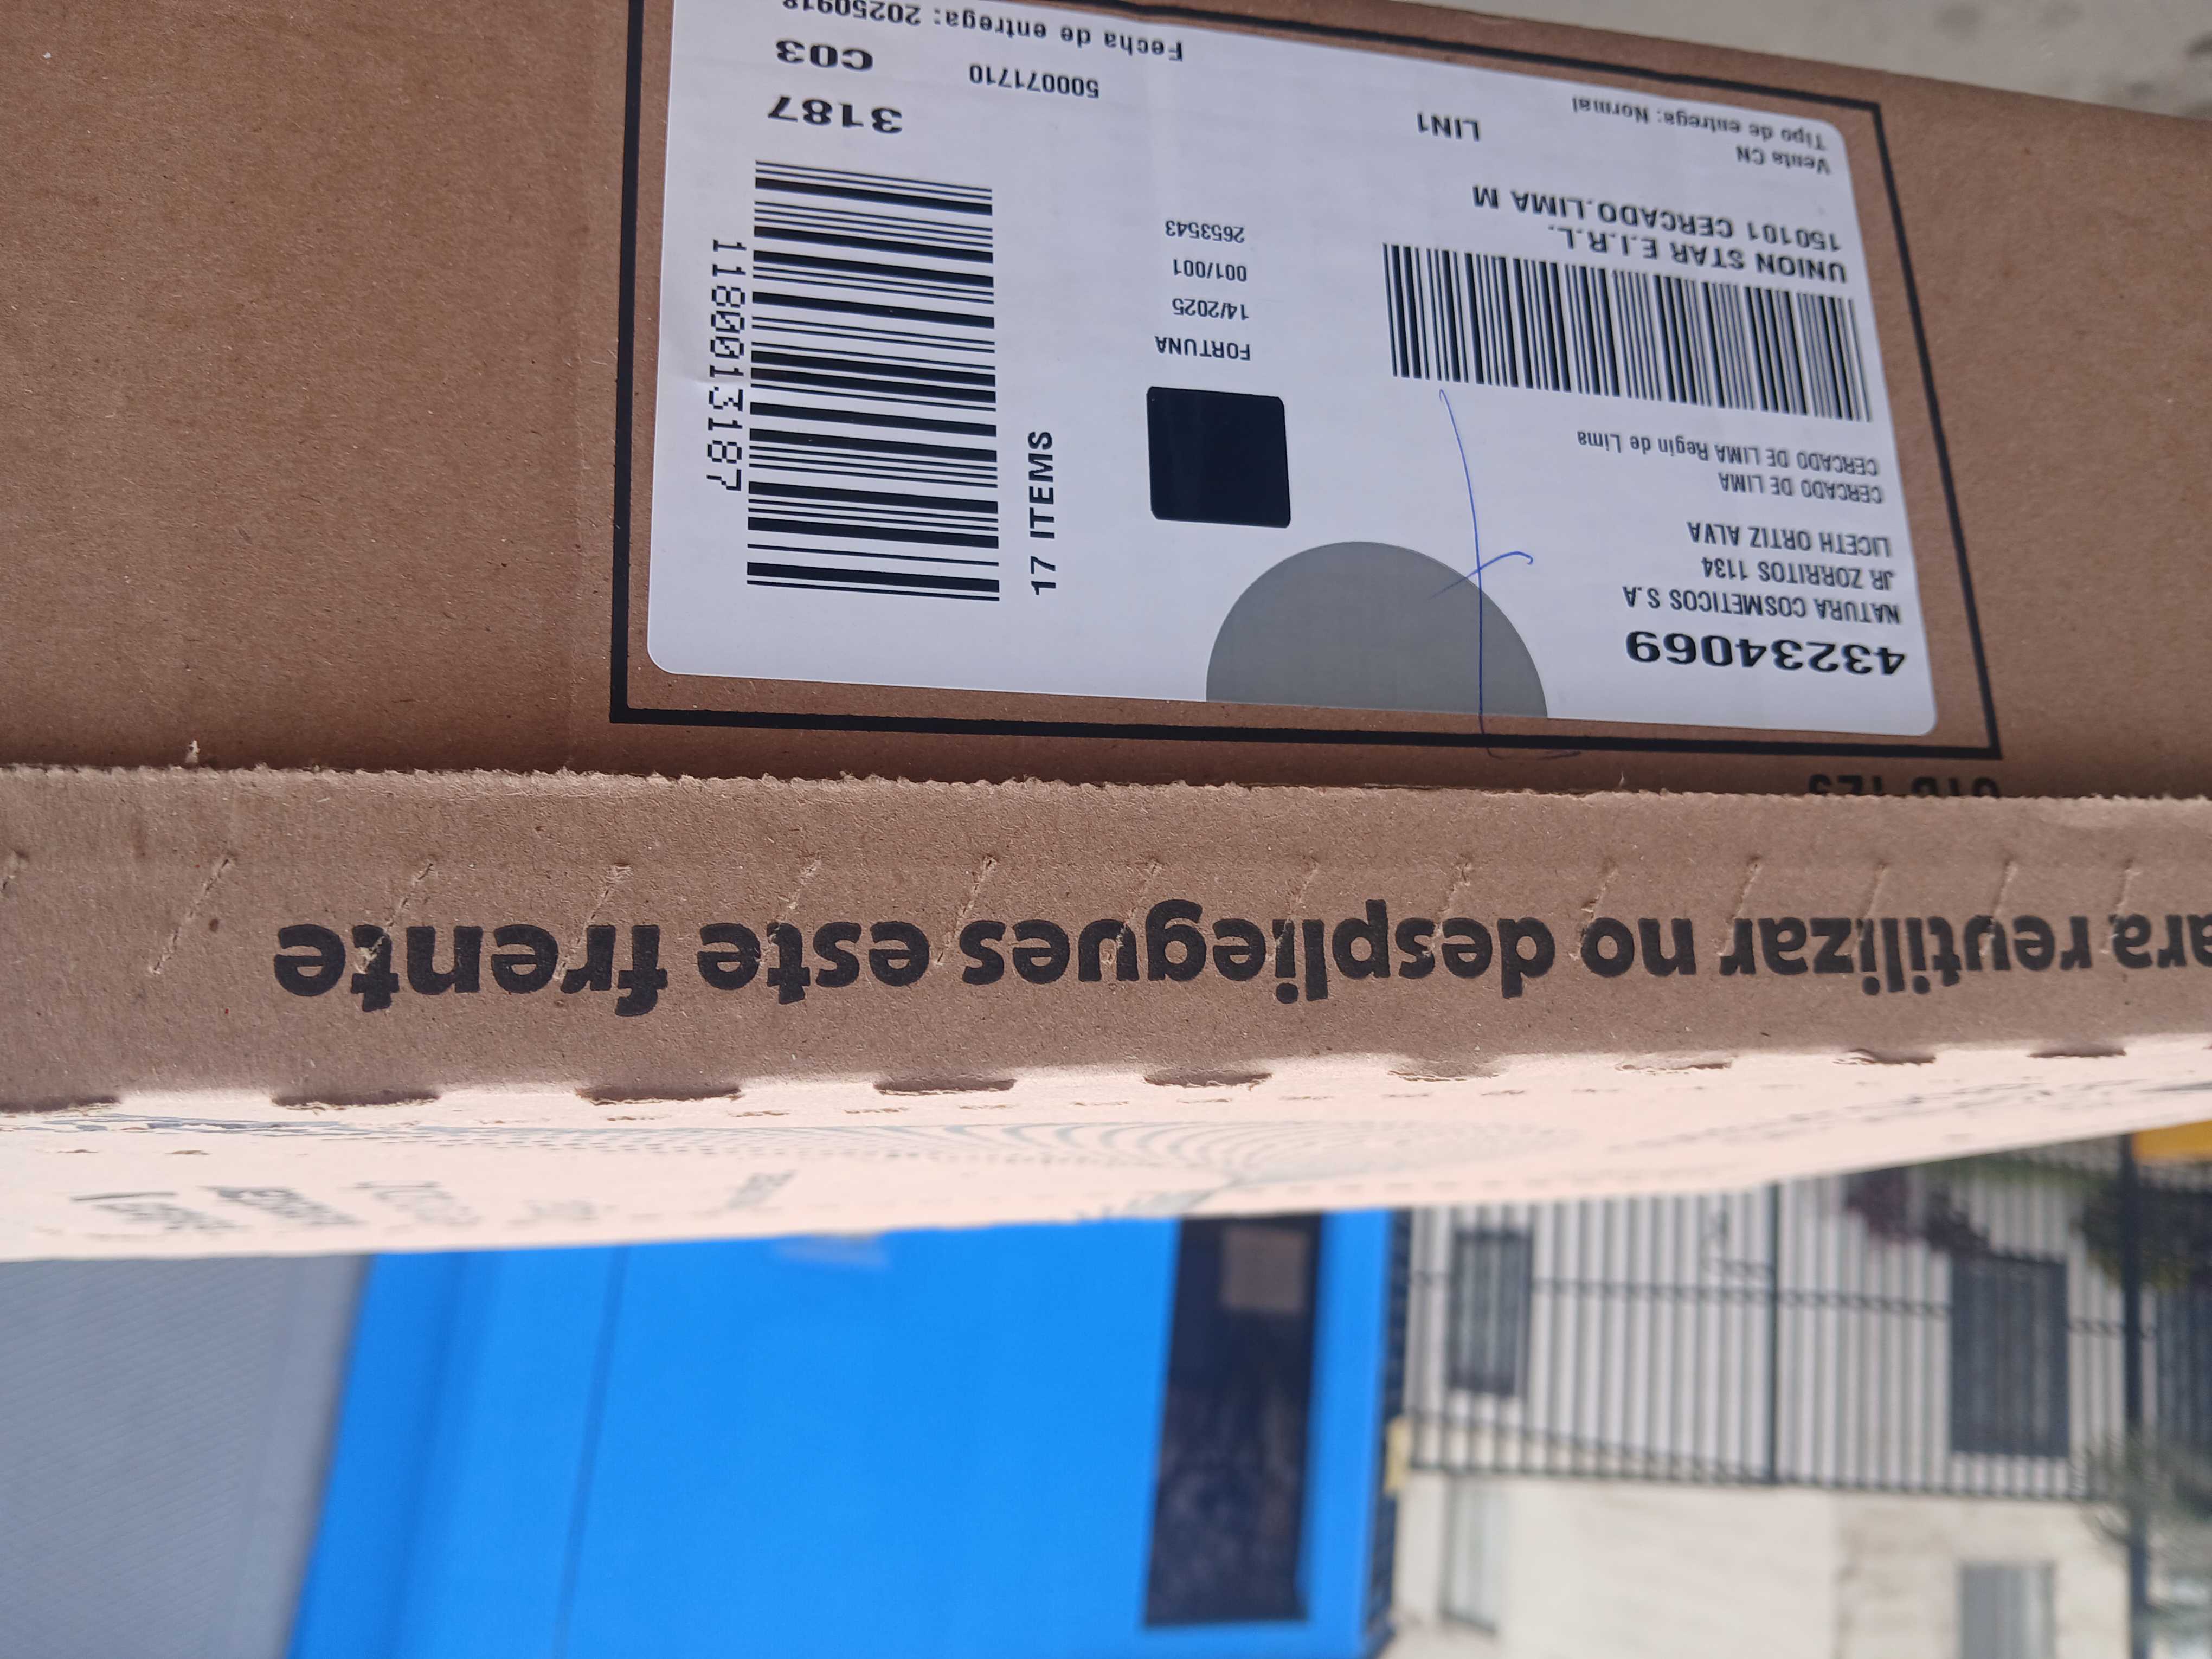 43234069
NATURA COSMETICOS S.A
JR ZORRITOS 1134
LICETH ORTIZ ALVA
CERCADO DE LIMA
CERCADO DE LIMA Regin de Lima
UNION STAR E.I.R.L.
150101 CERCADO.LIMA M
Venta CN
Tipo de entrega: Normal
LIN1
FORTUNA
14/2025
001/001
2653543
500071710
Fecha de entrega: 20250918
17 ITEMS
1180013187
3187
C03
reutilizar no despliegues este frente